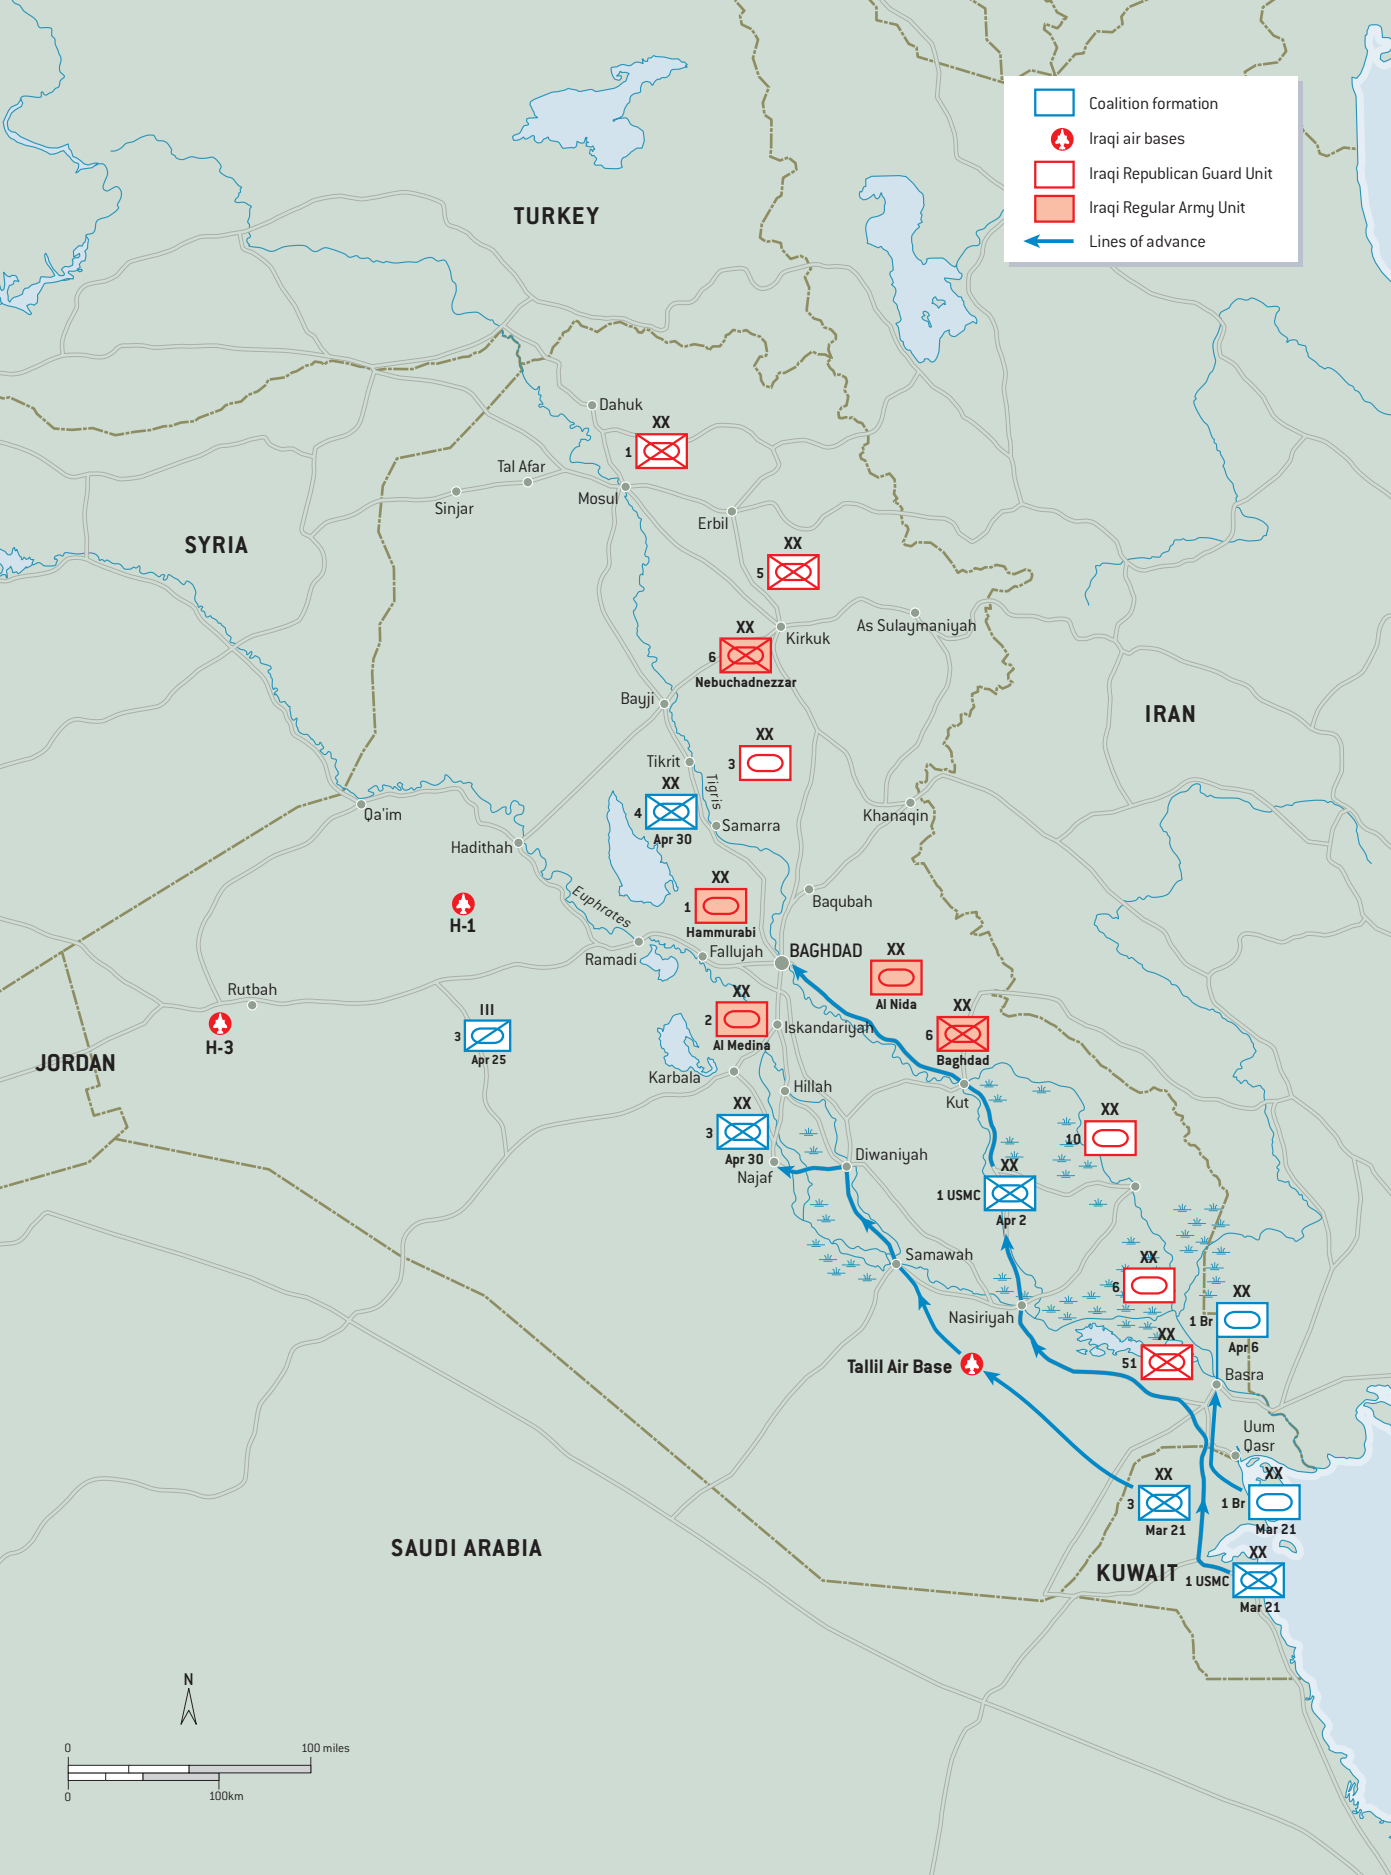 Coalition formation
Iraqi air bases
Iraqi Republican Guard Unit
Iraqi Regular Army Unit
Lines of advance
TURKEY
Dahuk
XX
1
Tal Afar
Sinjar
Mosul
Erbil
SYRIA
XX
5
As Sulaymaniyah
XX
6
Kirkuk
Nebuchadnezzar
Bayji
IRAN
XX
3
Tikrit
Tigris
XX
4
Apr 30
Samarra
Khanaqin
Qa'im
Hadithah
Euphrates
H-1
XX
1
Hammurabi
Baqubah
Ramadi
Fallujah
BAGHDAD
XX
Al Nida
Rutbah
H-3
III
3
Apr 25
XX
2
Al Medina
Iskandariyah
XX
6
Baghdad
JORDAN
Karbala
Hillah
Kut
XX
3
Apr 30
XX
10
Najaf
Diwaniyah
XX
1 USMC
Apr 2
Samawah
XX
6
Nasiriyah
XX
1 Br
Apr 6
XX
51
Tallil Air Base
Basra
Uum
Qasr
XX
3
Mar 21
XX
1 Br
Mar 21
SAUDI ARABIA
KUWAIT
XX
1 USMC
Mar 21
N
0
100 miles
0
100km